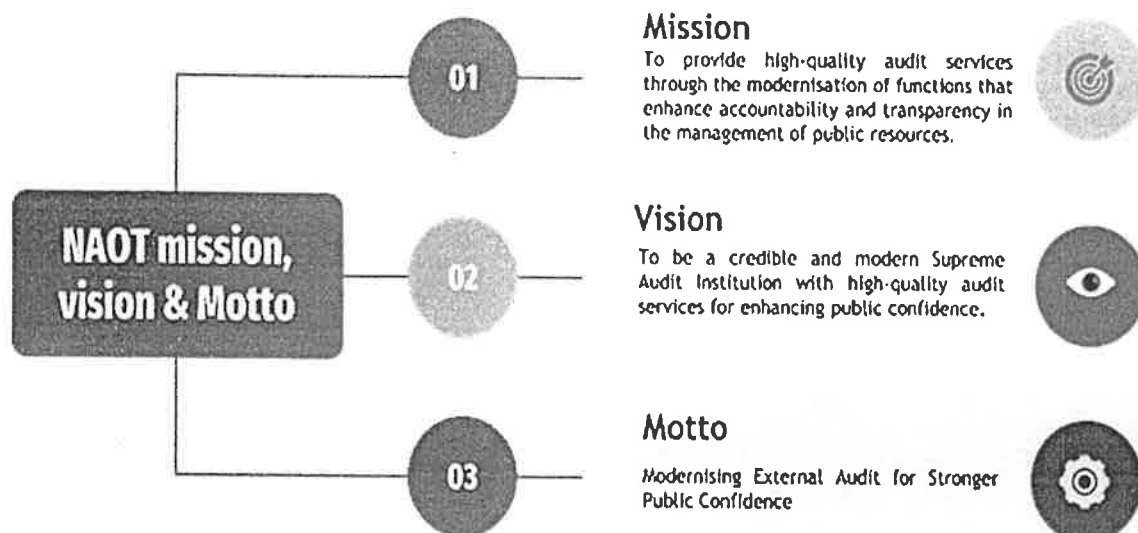 NAOT mission,
vision & Motto
01
Mission
To provide high-quality audit services
through the modernisation of functions that
enhance accountability and transparency in
the management of public resources.
02
Vision
To be a credible and modern Supreme
Audit Institution with high-quality audit
services for enhancing public confidence.
03
Motto
Modernising External Audit for Stronger
Public Confidence